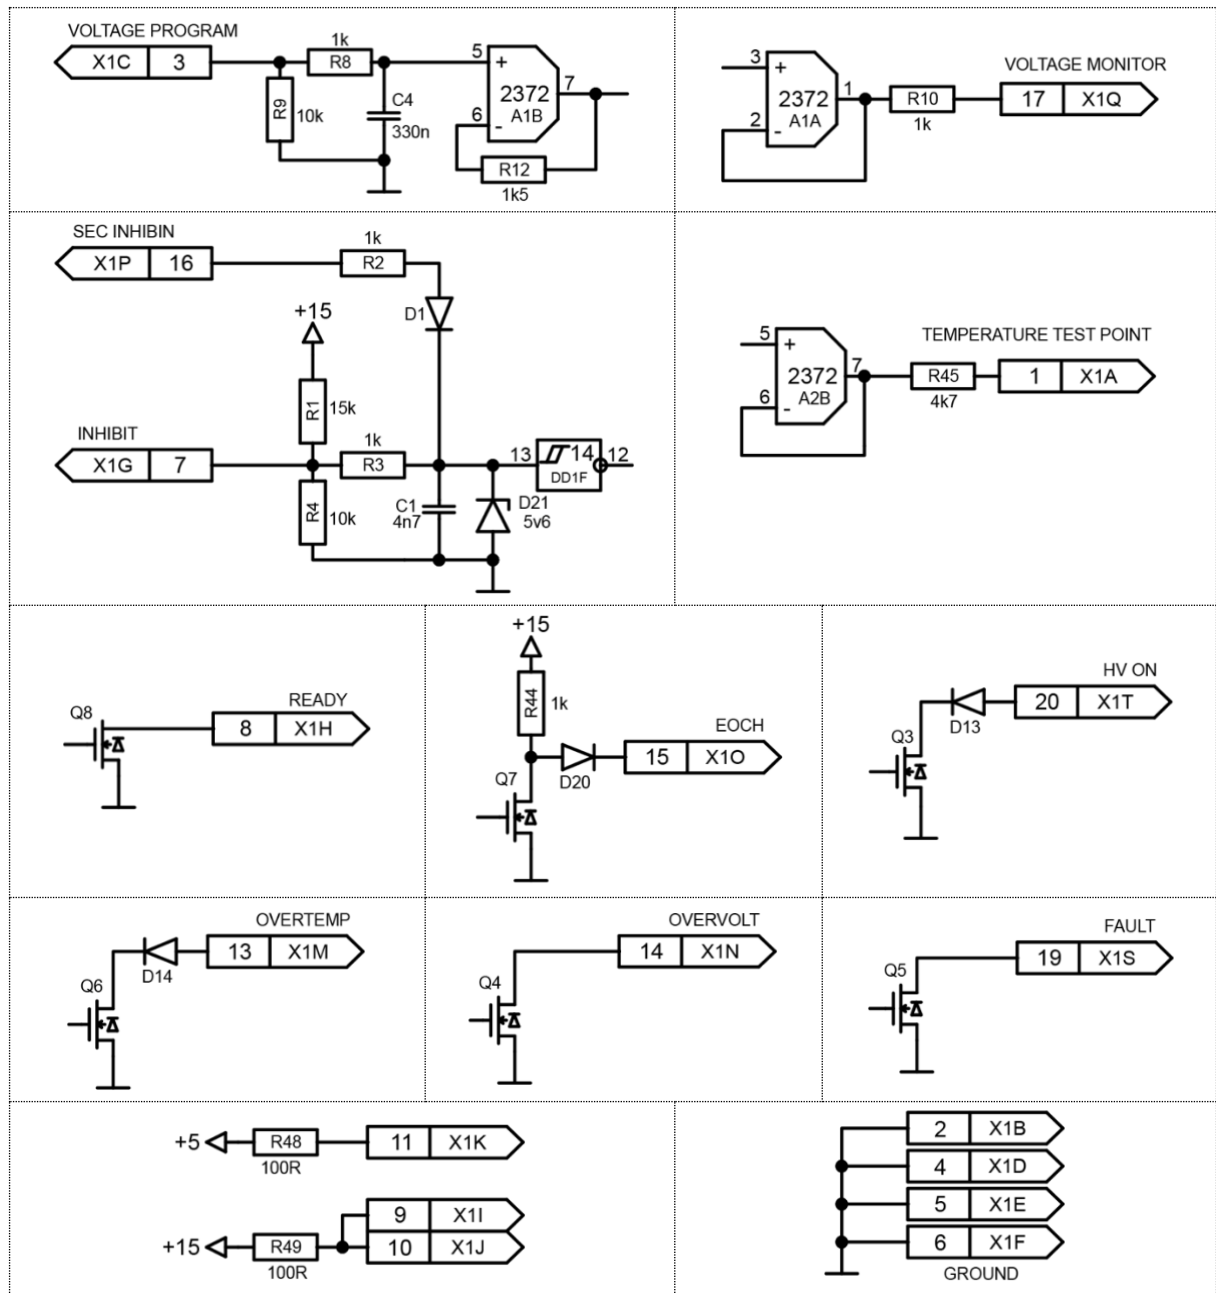 VOLTAGE PROGRAM
X1C 3
1k
R8
R9
10k
C4
330n
5
+
2372
A1B
7
6
-
R12
1k5
3
+
2372
A1A
1
2
-
R10
1k
VOLTAGE MONITOR
17 X1Q
SEC INHIBIN
X1P 16
1k
R2
D1
+15
R1
15k
INHIBIT
X1G 7
1k
R3
R4
10k
C1
4n7
D21
5v6
13
14
DD1F
12
5
+
2372
A2B
7
6
-
R45
4k7
TEMPERATURE TEST POINT
1 X1A
Q8
READY
8 X1H
+15
R44
1k
Q7
D20
EOCH
15 X1O
Q3
D13
HV ON
20 X1T
Q6
D14
OVERTEMP
13 X1M
Q4
OVERVOLT
14 X1N
Q5
FAULT
19 X1S
+5
R48
100R
11 X1K
+15
R49
100R
9 X1I
10 X1J
2 X1B
4 X1D
5 X1E
6 X1F
GROUND